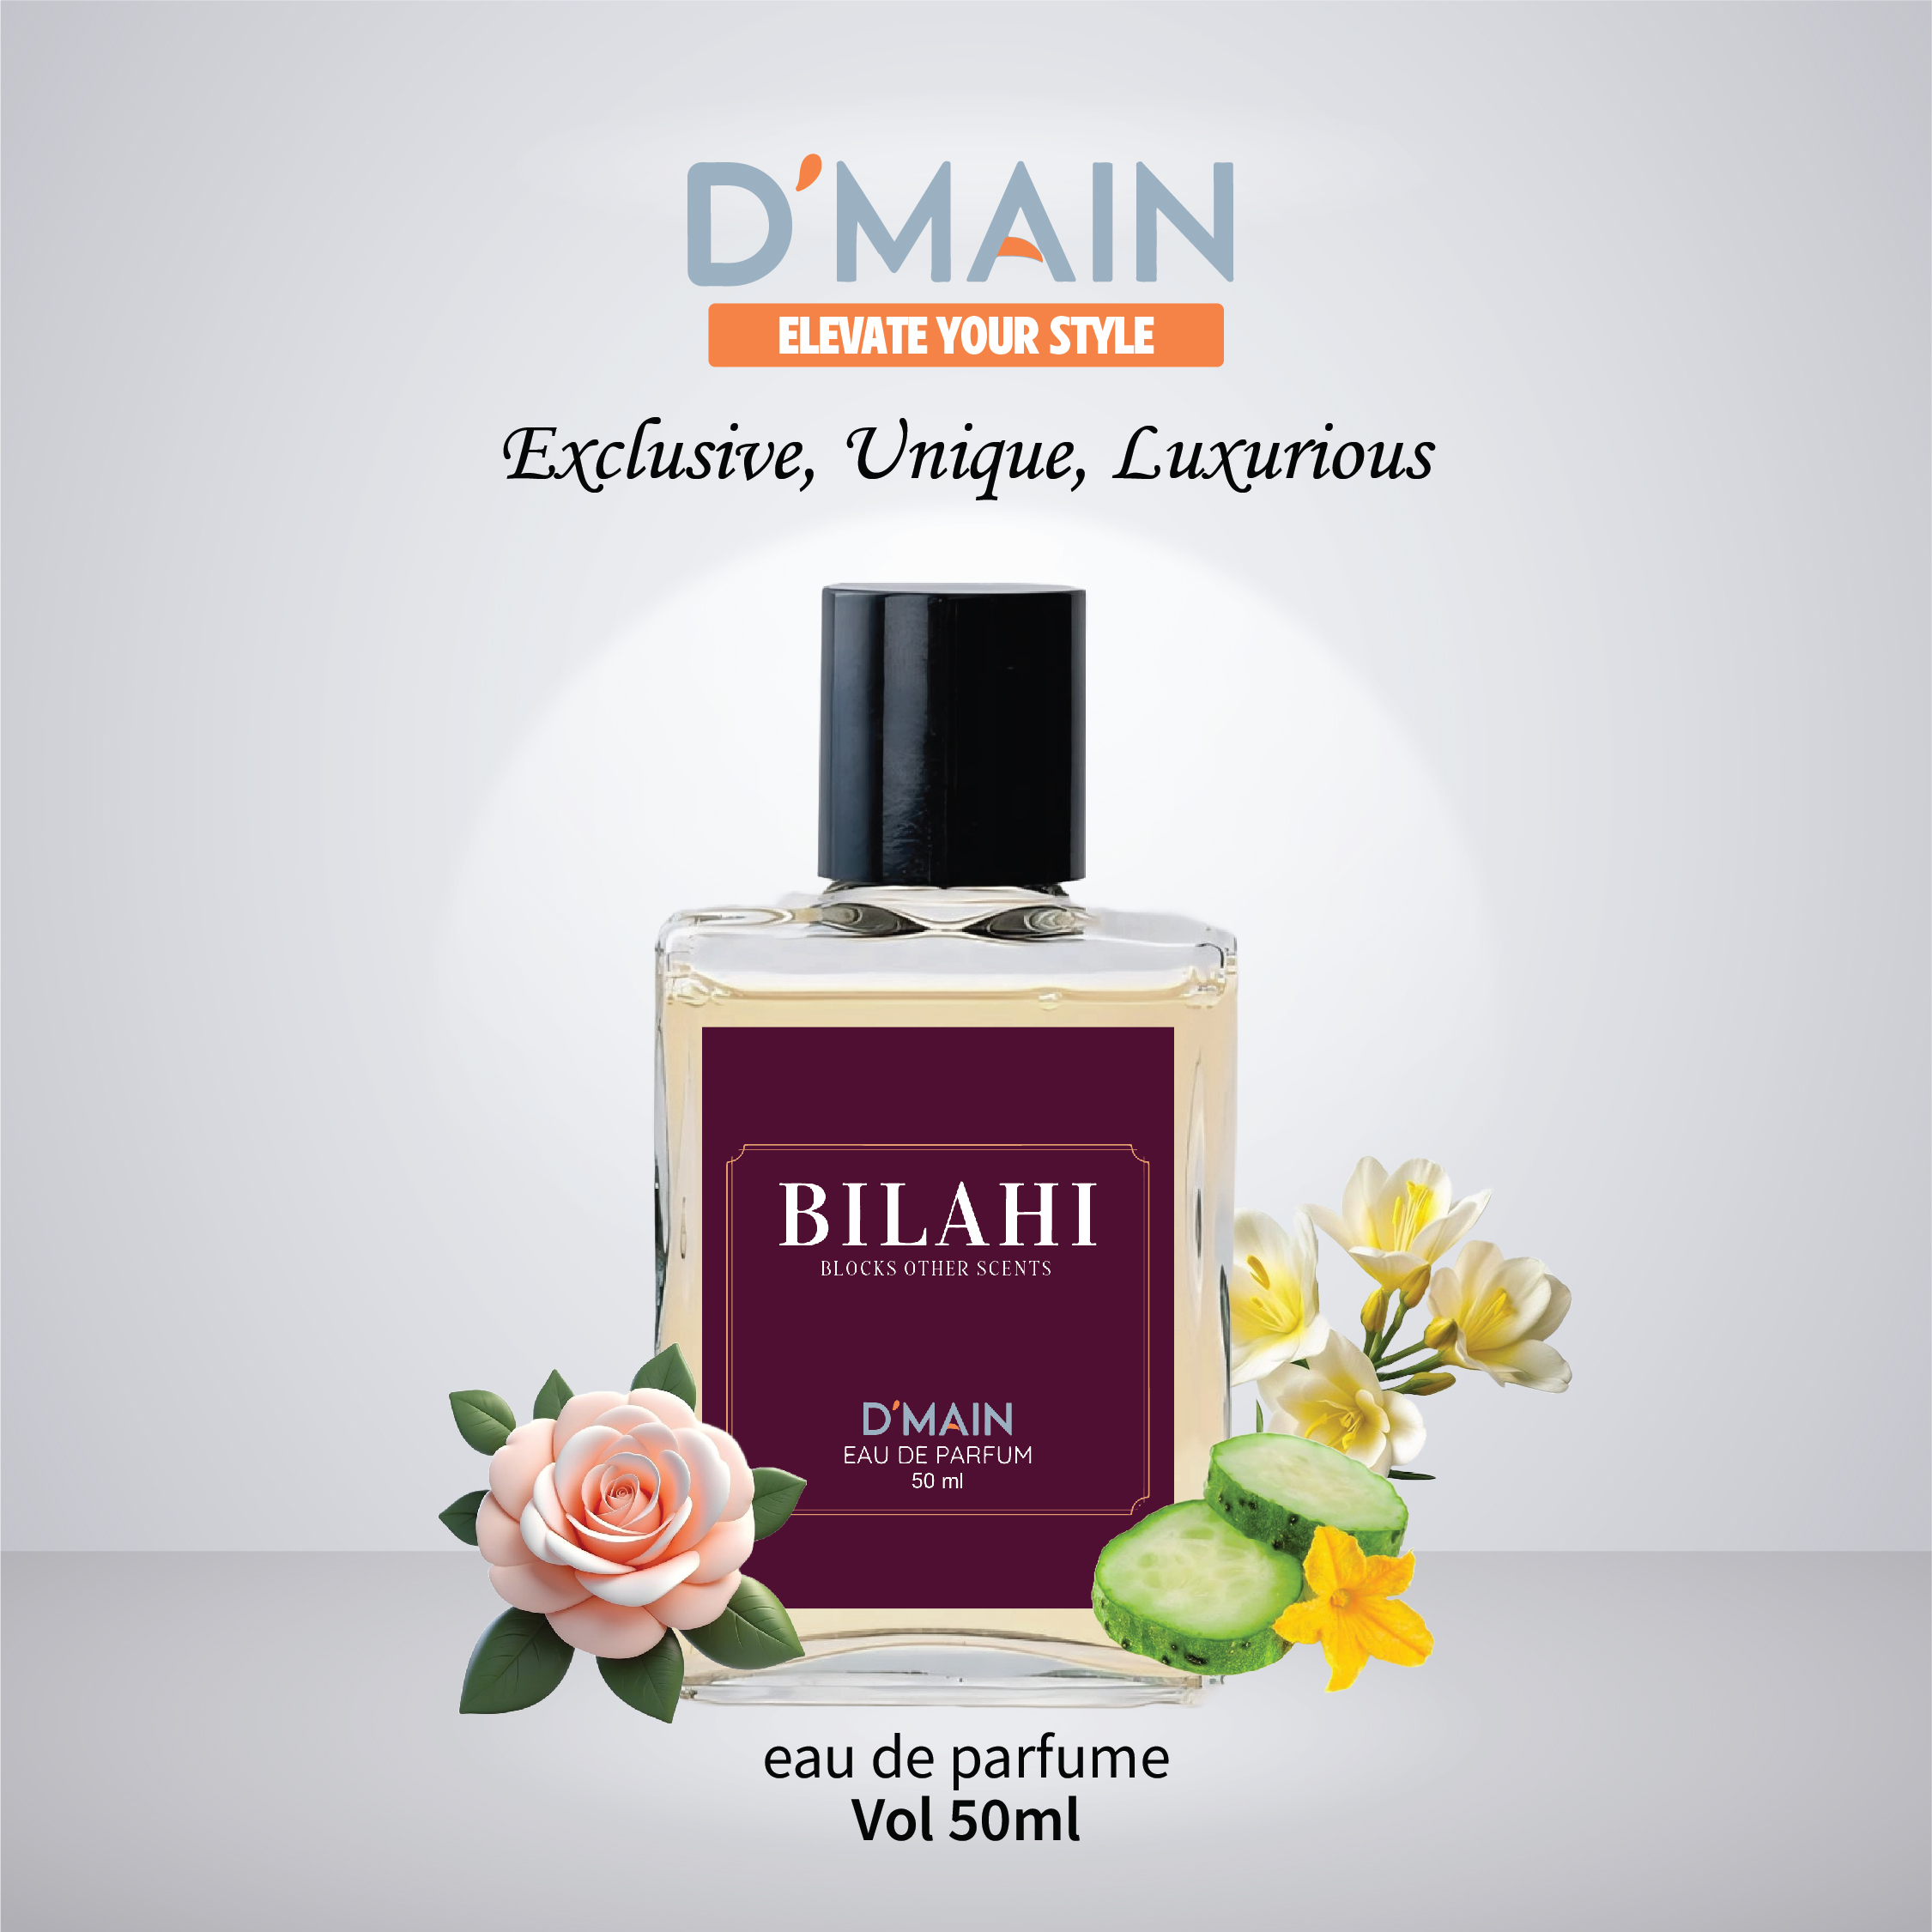 D'MAIN
ELEVATE YOUR STYLE
Exclusive, Unique, Luxurious
BILAHI
BLOCKS OTHER SCENTS
D'MAIN
EAU DE PARFUM
50 ml
eau de parfume
Vol 50ml